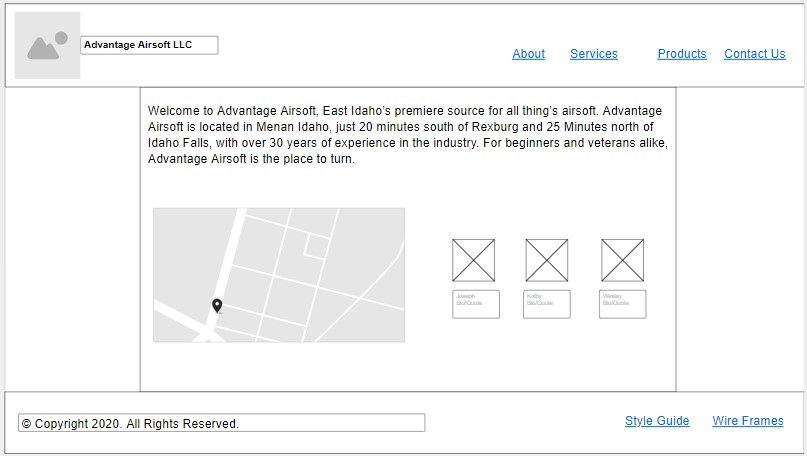 Advantage Airsoft LLC
About Services Products Contact Us
Welcome to Advantage Airsoft, East Idaho's premiere source for all thing's airsoft. Advantage
Airsoft is located in Menan Idaho, just 20 minutes south of Rexburg and 25 Minutes north of
Idaho Falls, with over 30 years of experience in the industry. For beginners and veterans alike,
Advantage Airsoft is the place to turn.
Joseph
Bio/Quote
Kolby
Bio/Quote
Wesley
Bio/Quote
© Copyright 2020. All Rights Reserved.
Style Guide Wire Frames